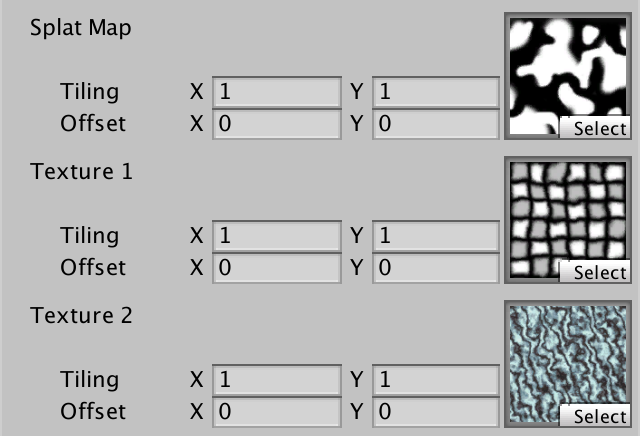 Splat Map
Tiling X 1 Y 1
Offset X 0 Y 0
Select
Texture 1
Tiling X 1 Y 1
Offset X 0 Y 0
Select
Texture 2
Tiling X 1 Y 1
Offset X 0 Y 0
Select